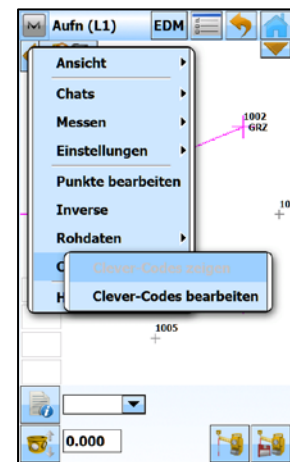 Aufn (L1) EDM
Ansicht
Chats
Messen
Einstellungen
Punkte bearbeiten
Inverse
Rohdaten
C
Clever-Codes zeigen
H
Clever-Codes bearbeiten
1002
GRZ
10
1005
0.000